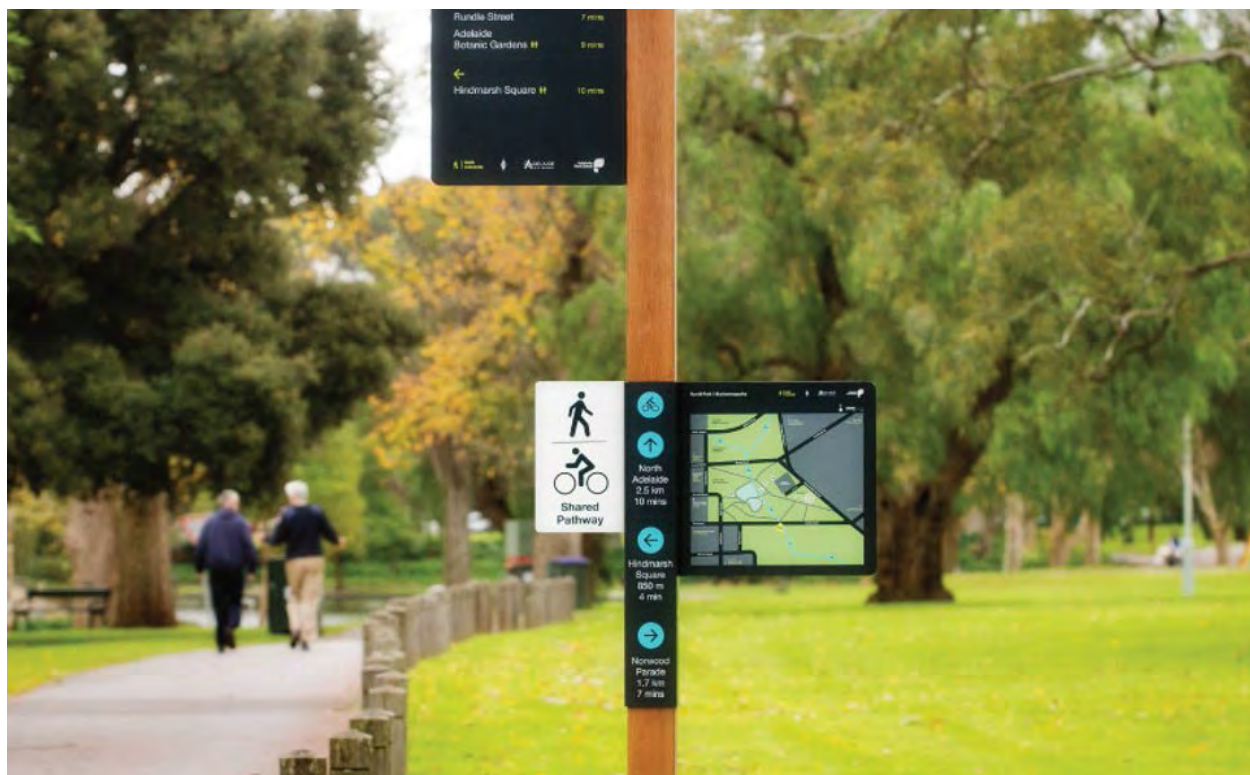 Rundle Street 7 mins
Adelaide
Botanic Gardens 9 mins
Hindmarsh Square 10 mins
Shared
Pathway
North
Adelaide
2.5 km
10 mins
Hindmarsh
Square
850 m
4 min
Norwood
Parade
1.7 km
7 mins